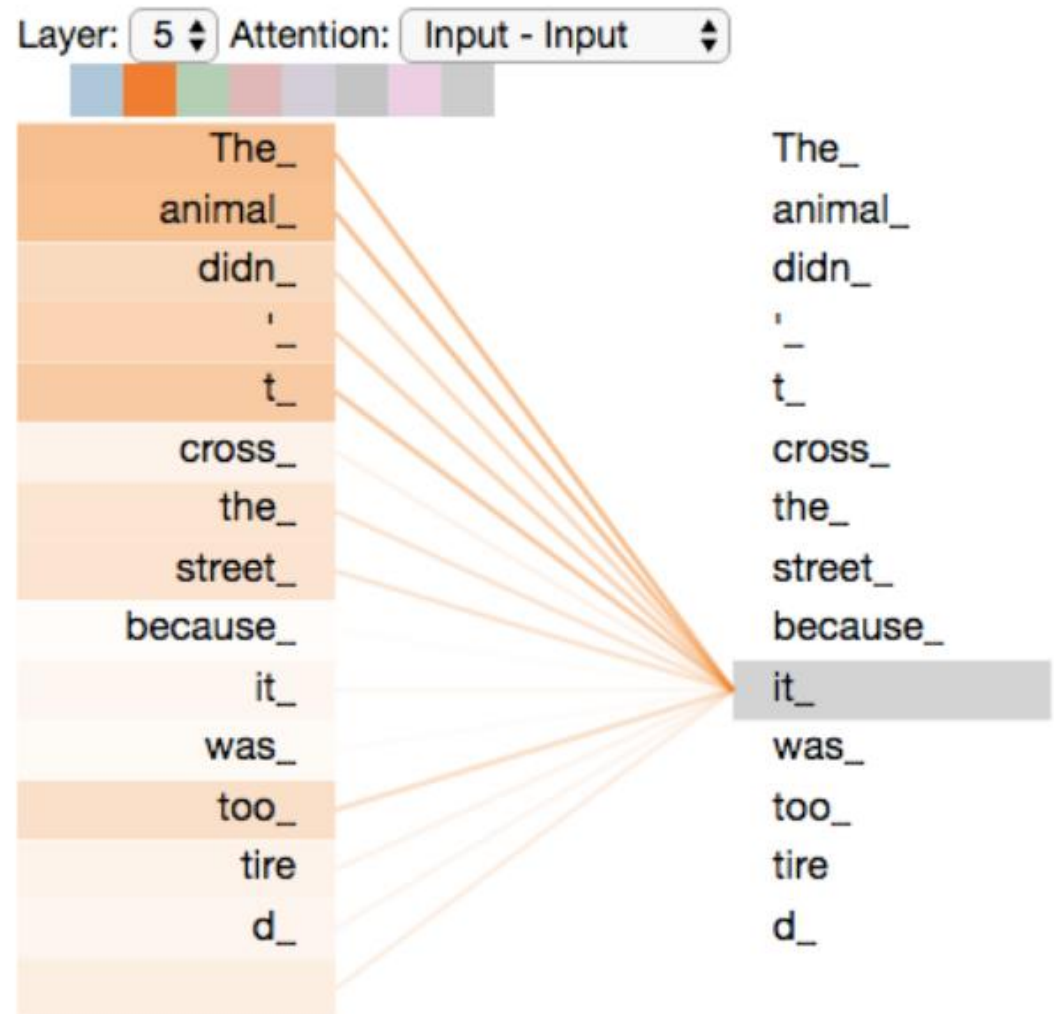 Layer: 5 Attention: Input - Input
The_ The_
animal_ animal_
didn_ didn_
'_ '_
t_ t_
cross_ cross_
the_ the_
street_ street_
because_ because_
it_ it_
was_ was_
too_ too_
tire tire
d_ d_